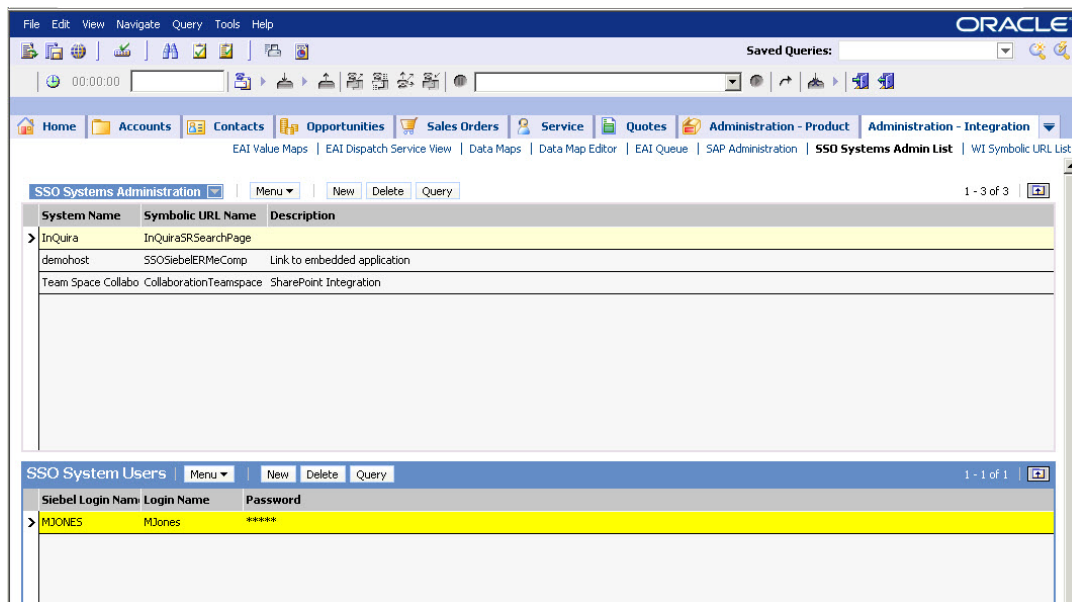 File Edit View Navigate Query Tools Help ORACLE
Saved Queries:
00:00:00
Home Accounts Contacts Opportunities Sales Orders Service Quotes Administration - Product Administration - Integration
EAI Value Maps | EAI Dispatch Service View | Data Maps | Data Map Editor | EAI Queue | SAP Administration | SSO Systems Admin List | WI Symbolic URL List
SSO Systems Administration Menu New Delete Query 1 - 3 of 3
System Name Symbolic URL Name Description
InQuira InQuiraSRSearchPage
demohost SSOSiebelERMeComp Link to embedded application
Team Space Collabo CollaborationTeamspace SharePoint Integration
SSO System Users Menu New Delete Query 1 - 1 of 1
Siebel Login Nam Login Name Password
MJONES MJones *****